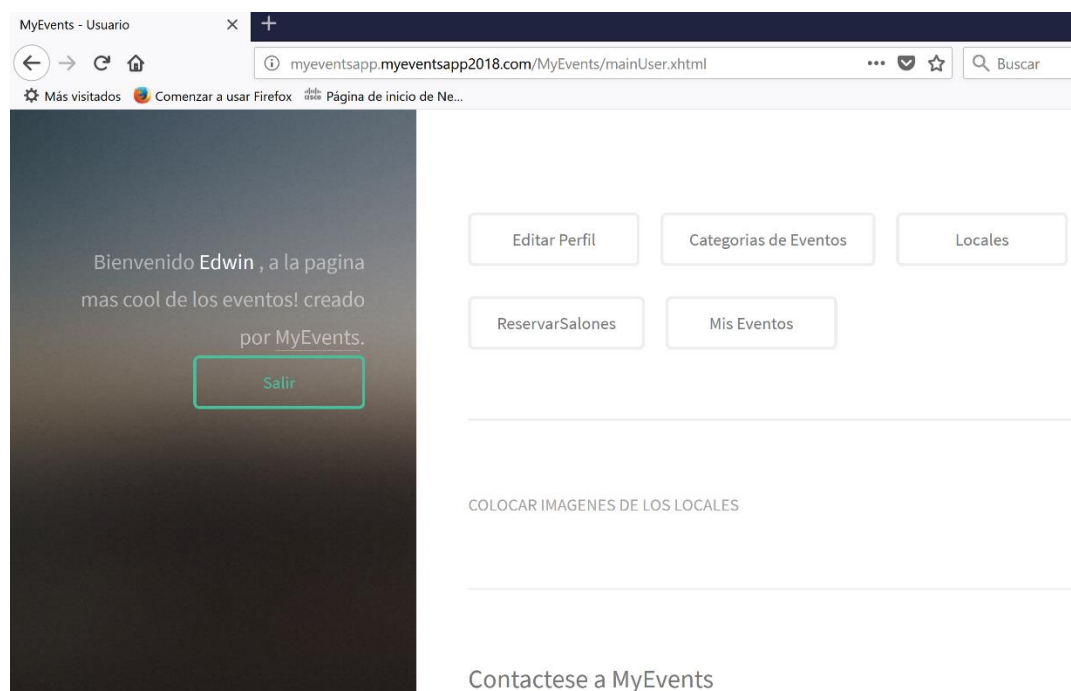 MyEvents - Usuario
myeventsapp.myeventsapp2018.com/MyEvents/mainUser.xhtml
Buscar
Más visitados Comenzar a usar Firefox Página de inicio de Ne...
Bienvenido Edwin , a la pagina
mas cool de los eventos! creado
por MyEvents.
Salir
Editar Perfil Categorias de Eventos Locales
ReservarSalones Mis Eventos
COLOCAR IMAGENES DE LOS LOCALES
Contactese a MyEvents